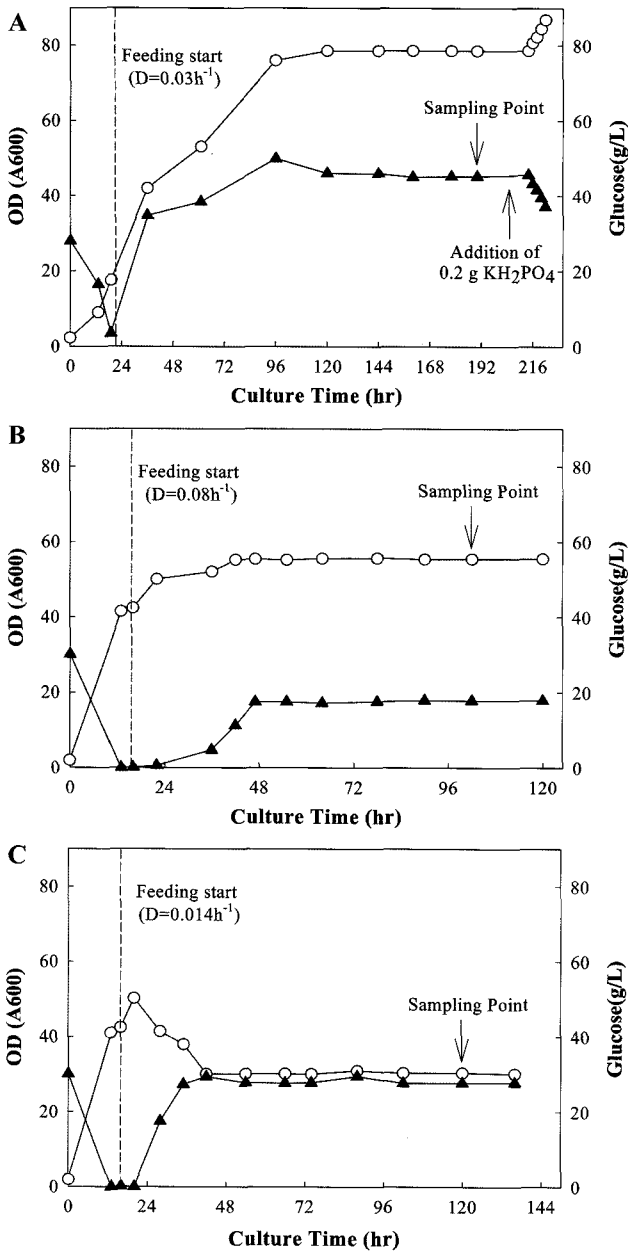 A
80
60
40
20
0
OD (A600)
Feeding start
(D=0.03h⁻¹)
Sampling Point
Addition of
0.2 g KH2PO4
80
60
40
20
0
Glucose(g/L)
0 24 48 72 96 120 144 168 192 216
Culture Time (hr)
B
80
60
40
20
0
OD (A600)
Feeding start
(D=0.08h⁻¹)
Sampling Point
80
60
40
20
0
Glucose(g/L)
0 24 48 72 96 120
Culture Time (hr)
C
80
60
40
20
0
OD (A600)
Feeding start
(D=0.014h⁻¹)
Sampling Point
80
60
40
20
0
Glucose(g/L)
0 24 48 72 96 120 144
Culture Time (hr)